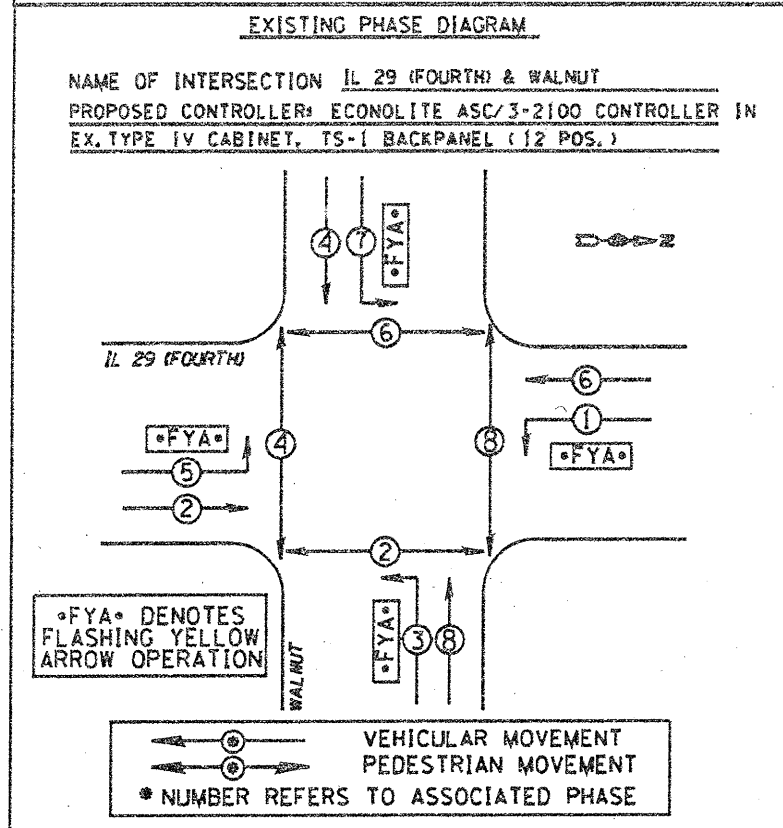 EXISTING PHASE DIAGRAM
NAME OF INTERSECTION IL 29 (FOURTH) & WALNUT
PROPOSED CONTROLLER: ECONOLITE ASC/3-2100 CONTROLLER IN
EX. TYPE IV CABINET, TS-1 BACKPANEL (12 POS.)
4 7 •FYA•
N
6
IL 29 (FOURTH)
6
1
•FYA•
•FYA•
5
2
4
8
2
•FYA• 3 8
•FYA• DENOTES
FLASHING YELLOW
ARROW OPERATION
WALNUT
VEHICULAR MOVEMENT
PEDESTRIAN MOVEMENT
* NUMBER REFERS TO ASSOCIATED PHASE